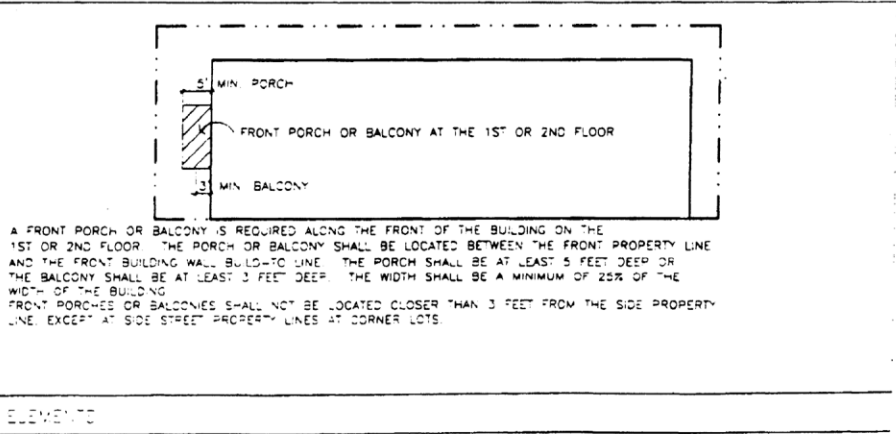 5' MIN. PORCH
FRONT PORCH OR BALCONY AT THE 1ST OR 2ND FLOOR
3' MIN BALCONY
A FRONT PORCH OR BALCONY IS REQUIRED ALONG THE FRONT OF THE BUILDING ON THE
1ST OR 2ND FLOOR. THE PORCH OR BALCONY SHALL BE LOCATED BETWEEN THE FRONT PROPERTY LINE
AND THE FRONT BUILDING WALL BUILD-TO LINE. THE PORCH SHALL BE AT LEAST 5 FEET DEEP OR
THE BALCONY SHALL BE AT LEAST 3 FEET DEEP. THE WIDTH SHALL BE A MINIMUM OF 25% OF THE
WIDTH OF THE BUILDING
FRONT PORCHES OR BALCONIES SHALL NOT BE LOCATED CLOSER THAN 3 FEET FROM THE SIDE PROPERTY
LINE, EXCEPT AT SIDE STREET PROPERTY LINES AT CORNER LOTS.
ELEMENTS